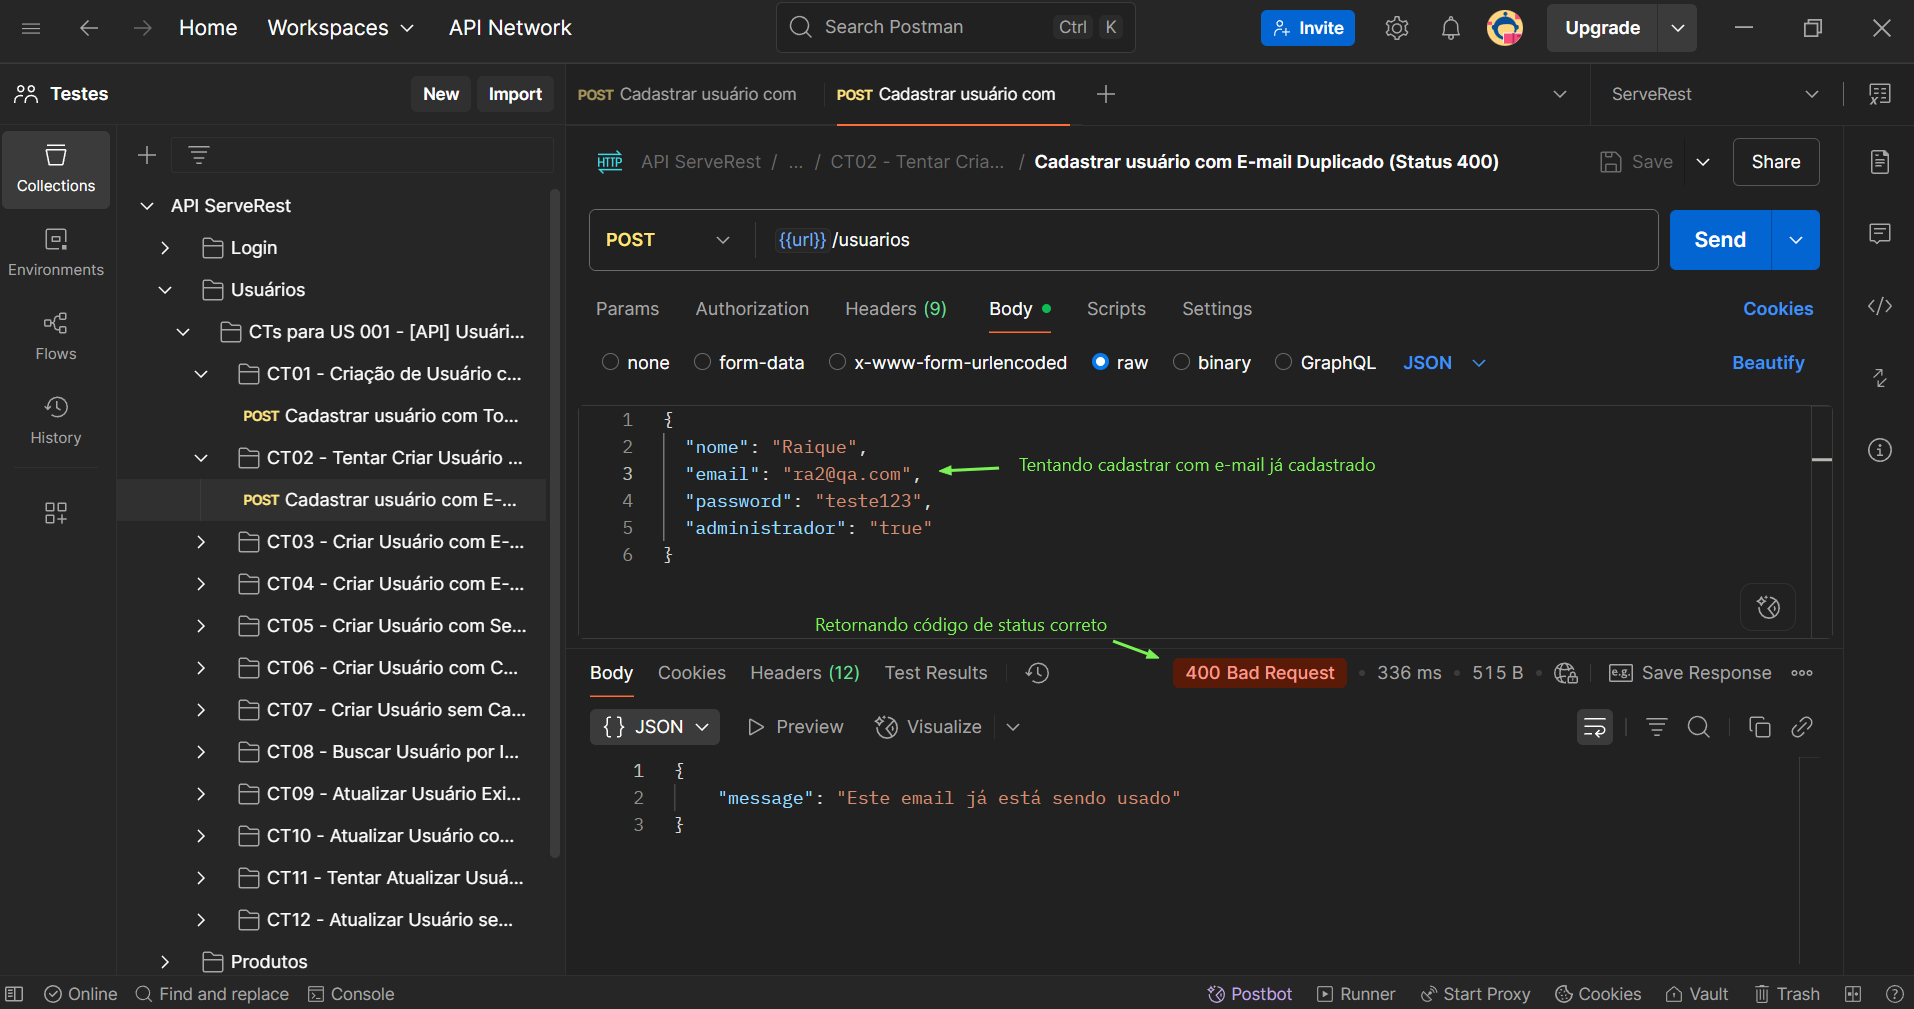 Home Workspaces API Network Search Postman Ctrl K Invite Upgrade
Testes New Import POST Cadastrar usuário com POST Cadastrar usuário com ServeRest
Collections
Environments
Flows
History
API ServeRest
Login
Usuários
CTs para US 001 - [API] Usuári...
CT01 - Criação de Usuário c...
POST Cadastrar usuário com To...
CT02 - Tentar Criar Usuário ...
POST Cadastrar usuário com E-...
CT03 - Criar Usuário com E-...
CT04 - Criar Usuário com E-...
CT05 - Criar Usuário com Se...
CT06 - Criar Usuário com C...
CT07 - Criar Usuário sem Ca...
CT08 - Buscar Usuário por I...
CT09 - Atualizar Usuário Exi...
CT10 - Atualizar Usuário co...
CT11 - Tentar Atualizar Usuá...
CT12 - Atualizar Usuário se...
Produtos
HTTP API ServeRest / ... / CT02 - Tentar Cria... / Cadastrar usuário com E-mail Duplicado (Status 400) Save Share
POST {{url}} /usuarios Send
Params Authorization Headers (9) Body Scripts Settings Cookies
none form-data x-www-form-urlencoded raw binary GraphQL JSON Beautify
1 {
2 "nome": "Raique",
3 "email": "ra2@qa.com", Tentando cadastrar com e-mail já cadastrado
4 "password": "teste123",
5 "administrador": "true"
6 }
Retornando código de status correto
Body Cookies Headers (12) Test Results 400 Bad Request • 336 ms • 515 B • e.g. Save Response
{} JSON Preview Visualize
1 {
2 "message": "Este email já está sendo usado"
3 }
Online Find and replace Console Postbot Runner Start Proxy Cookies Vault Trash